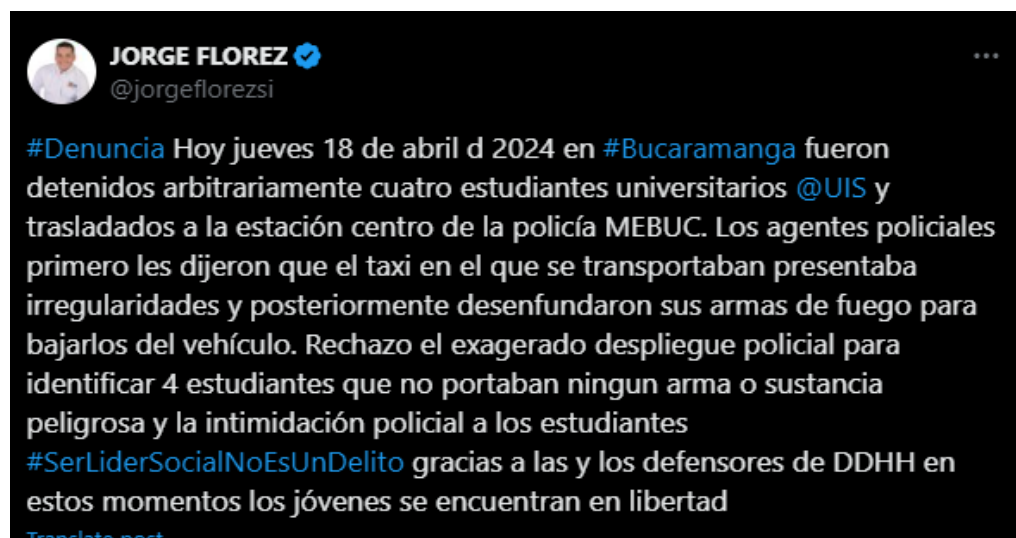 JORGE FLOREZ
@jorgeflorezsi
#Denuncia Hoy jueves 18 de abril d 2024 en #Bucaramanga fueron
detenidos arbitrariamente cuatro estudiantes universitarios @UIS y
trasladados a la estación centro de la policía MEBUC. Los agentes policiales
primero les dijeron que el taxi en el que se transportaban presentaba
irregularidades y posteriormente desenfundaron sus armas de fuego para
bajarlos del vehículo. Rechazo el exagerado despliegue policial para
identificar 4 estudiantes que no portaban ningun arma o sustancia
peligrosa y la intimidación policial a los estudiantes
#SerLiderSocialNoEsUnDelito gracias a las y los defensores de DDHH en
estos momentos los jóvenes se encuentran en libertad
Translate post